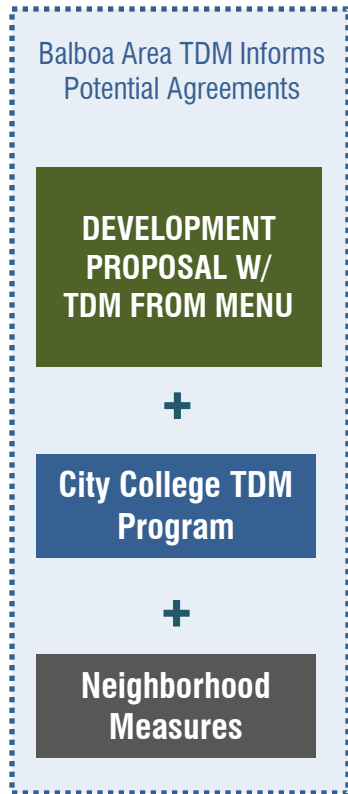 Balboa Area TDM Informs
Potential Agreements
DEVELOPMENT
PROPOSAL W/
TDM FROM MENU
+
City College TDM
Program
+
Neighborhood
Measures